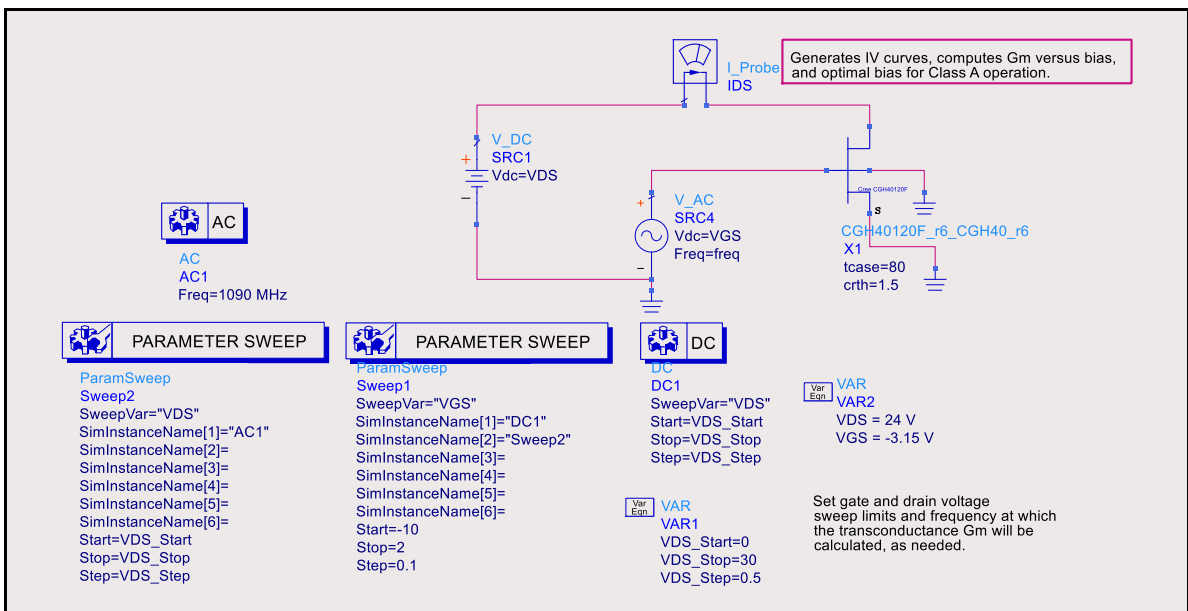 I_Probe
IDS
Generates IV curves, computes Gm versus bias,
and optimal bias for Class A operation.
V_DC
SRC1
Vdc=VDS
+
−
V_AC
SRC4
Vdc=VGS
Freq=freq
+
−
Cree CGH40120F
S
CGH40120F_r6_CGH40_r6
X1
tcase=80
crth=1.5
AC
AC
AC1
Freq=1090 MHz
PARAMETER SWEEP
ParamSweep
Sweep2
SweepVar="VDS"
SimInstanceName[1]="AC1"
SimInstanceName[2]=
SimInstanceName[3]=
SimInstanceName[4]=
SimInstanceName[5]=
SimInstanceName[6]=
Start=VDS_Start
Stop=VDS_Stop
Step=VDS_Step
PARAMETER SWEEP
ParamSweep
Sweep1
SweepVar="VGS"
SimInstanceName[1]="DC1"
SimInstanceName[2]="Sweep2"
SimInstanceName[3]=
SimInstanceName[4]=
SimInstanceName[5]=
SimInstanceName[6]=
Start=-10
Stop=2
Step=0.1
DC
DC
DC1
SweepVar="VDS"
Start=VDS_Start
Stop=VDS_Stop
Step=VDS_Step
Var
Eqn
VAR
VAR1
VDS_Start=0
VDS_Stop=30
VDS_Step=0.5
Var
Eqn
VAR
VAR2
VDS = 24 V
VGS = -3.15 V
Set gate and drain voltage
sweep limits and frequency at which
the transconductance Gm will be
calculated, as needed.